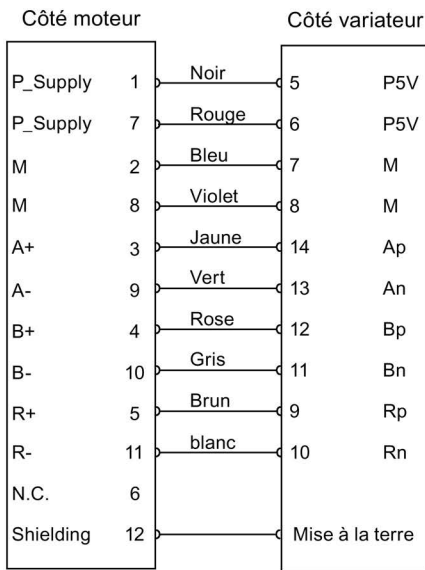 Côté moteur Côté variateur
P_Supply 1 Noir 5 P5V
P_Supply 7 Rouge 6 P5V
M 2 Bleu 7 M
M 8 Violet 8 M
A+ 3 Jaune 14 Ap
A- 9 Vert 13 An
B+ 4 Rose 12 Bp
B- 10 Gris 11 Bn
R+ 5 Brun 9 Rp
R- 11 blanc 10 Rn
N.C. 6
Shielding 12 Mise à la terre